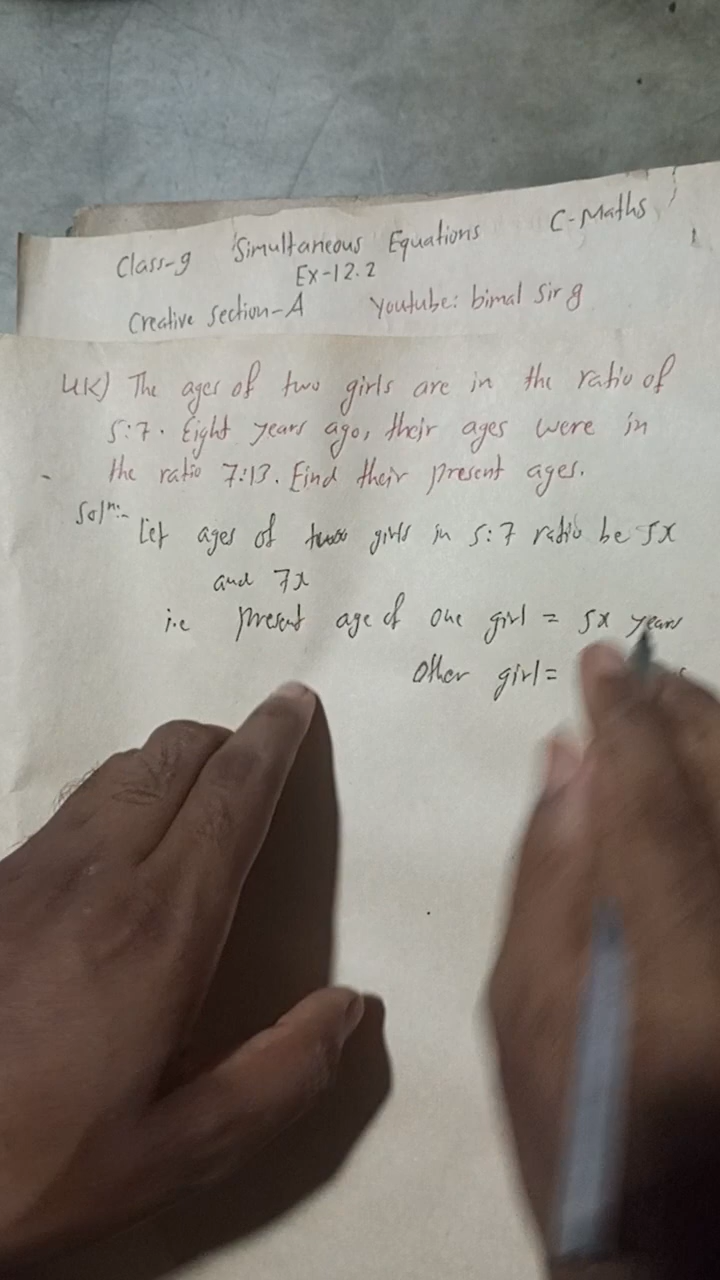 Class-9 Simultaneous Equations C-Maths
Ex-12.2
Creative Section-A Youtube: bimal Sir g
4K) The ages of two girls are in the ratio of
5:7. Eight years ago, their ages were in
the ratio 7:13. Find their present ages.
Solⁿ:- Let ages of two girls in 5:7 ratio be 5x
and 7x
i.e present age of one girl = 5x years
Other girl =